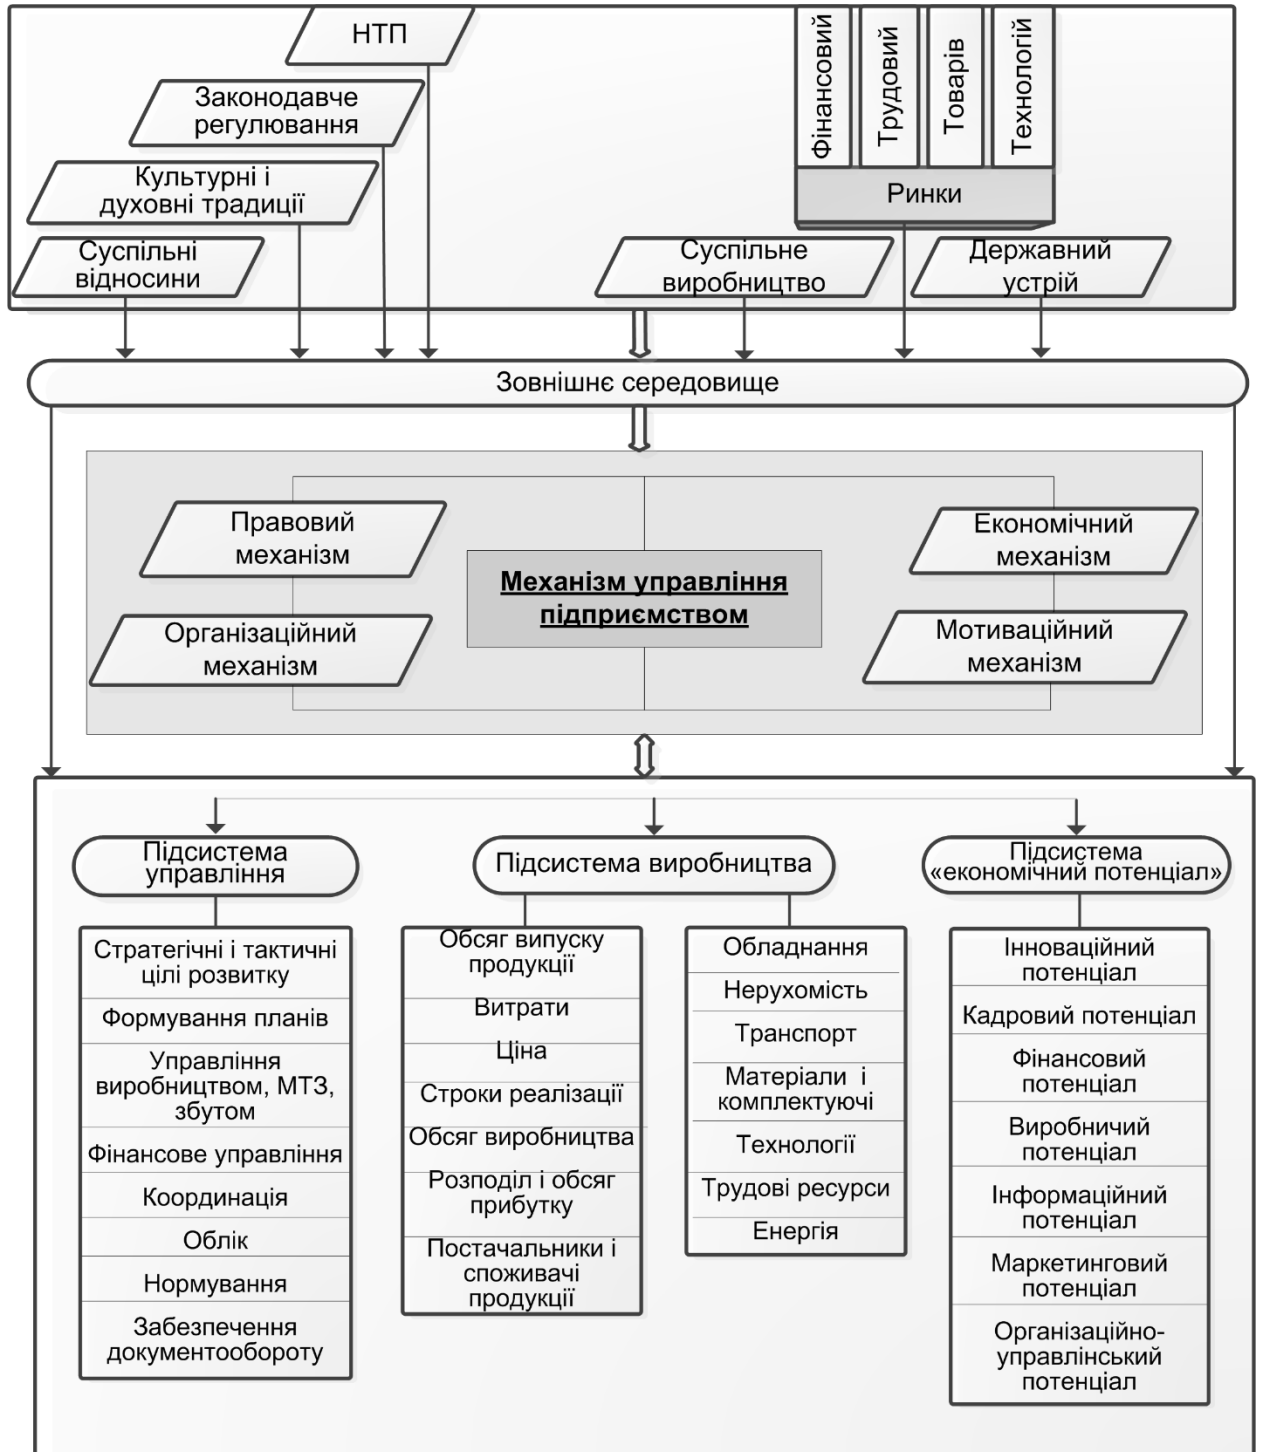 НТП
Законодавче
регулювання
Культурні і
духовні традиції
Суспільні
відносини
Фінансовий
Трудовий
Товарів
Технологій
Ринки
Суспільне
виробництво
Державний
устрій
Зовнішнє середовище
Правовий
механізм
Організаційний
механізм
Механізм управління
підприємством
Економічний
механізм
Мотиваційний
механізм
Підсистема
управління
Стратегічні і тактичні
цілі розвитку
Формування планів
Управління
виробництвом, МТЗ,
збутом
Фінансове управління
Координація
Облік
Нормування
Забезпечення
документообороту
Підсистема виробництва
Обсяг випуску
продукції
Витрати
Ціна
Строки реалізації
Обсяг виробництва
Розподіл і обсяг
прибутку
Постачальники і
споживачі
продукції
Обладнання
Нерухомість
Транспорт
Матеріали і
комплектуючі
Технології
Трудові ресурси
Енергія
Підсистема
«економічний потенціал»
Інноваційний
потенціал
Кадровий потенціал
Фінансовий
потенціал
Виробничий
потенціал
Інформаційний
потенціал
Маркетинговий
потенціал
Організаційно-
управлінський
потенціал